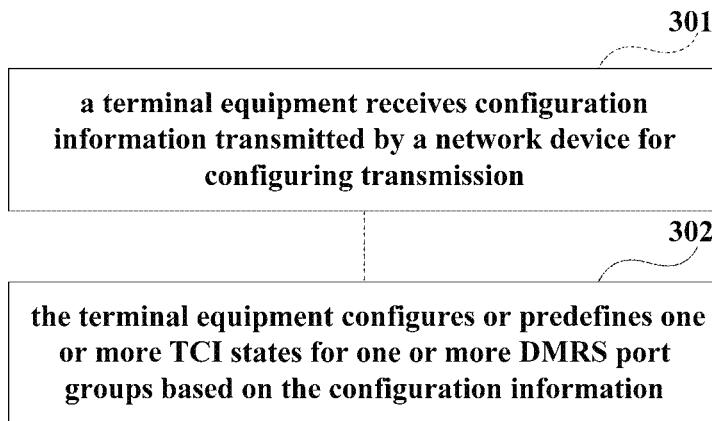 301
a terminal equipment receives configuration
information transmitted by a network device for
configuring transmission
302
the terminal equipment configures or predefines one
or more TCI states for one or more DMRS port
groups based on the configuration information